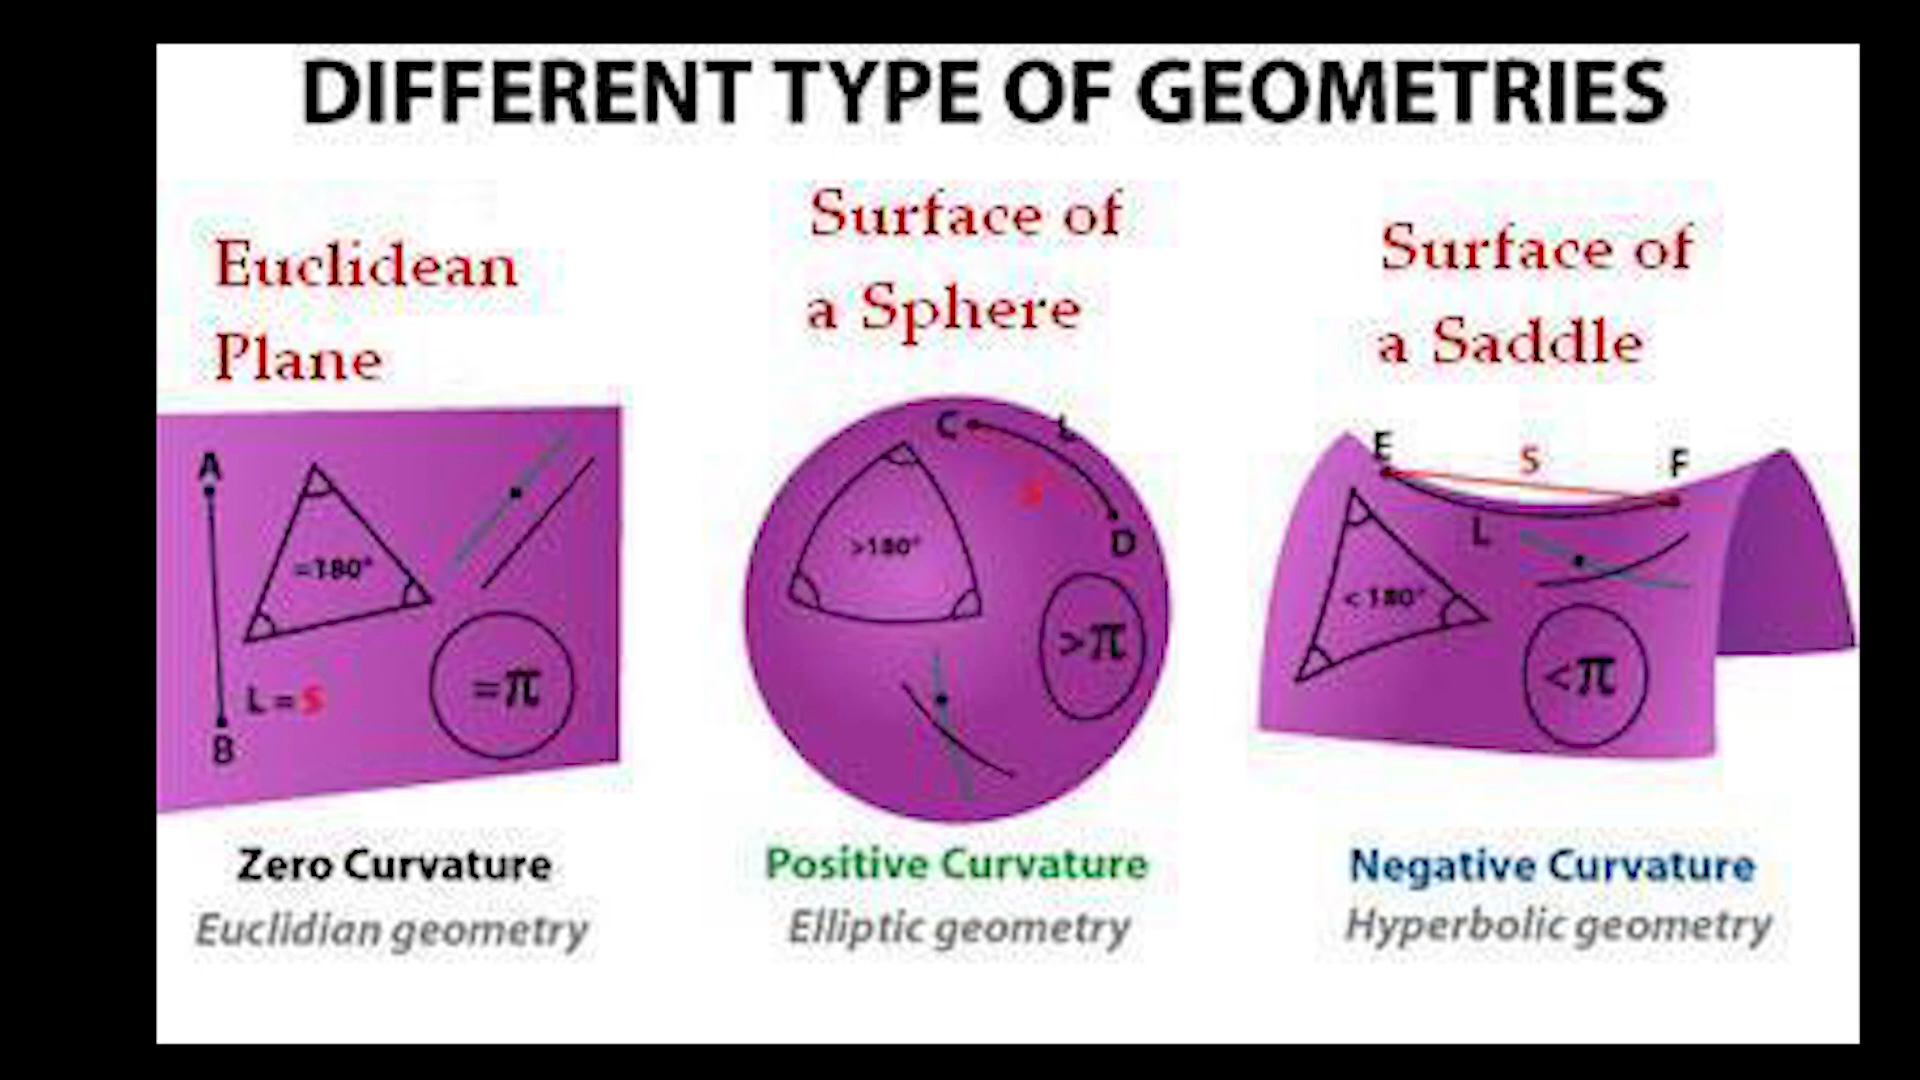 DIFFERENT TYPE OF GEOMETRIES
Euclidean
Plane
A
=180°
L = S
B
=π
Zero Curvature
Euclidian geometry
Surface of
a Sphere
C
L
S
D
>180°
>π
Positive Curvature
Elliptic geometry
Surface of
a Saddle
E
S
F
L
<180°
<π
Negative Curvature
Hyperbolic geometry